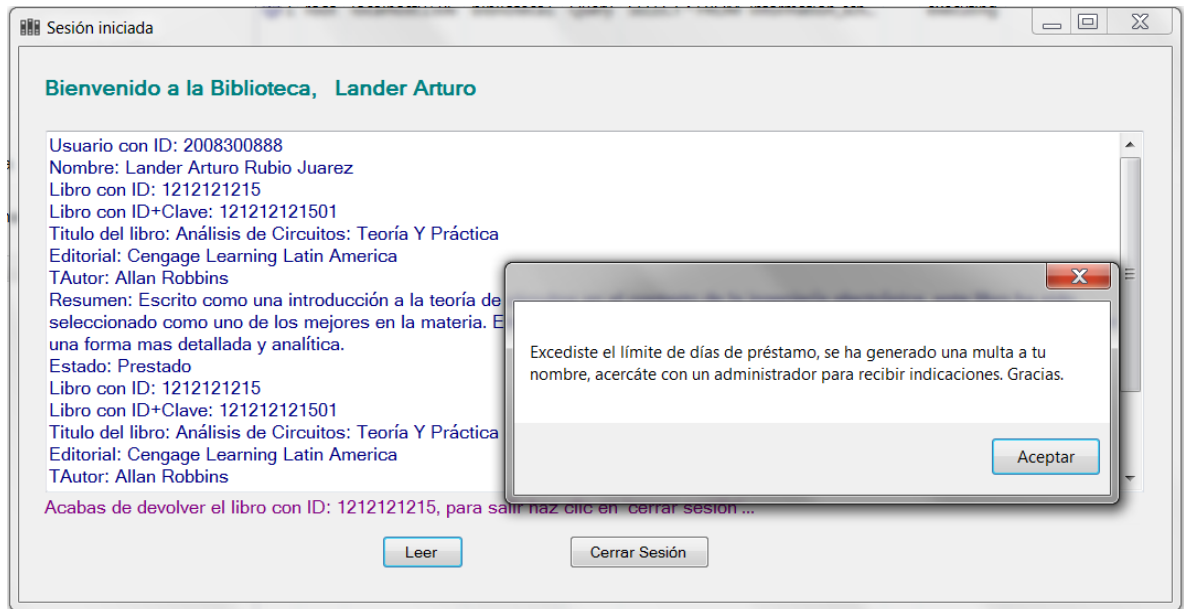 Sesión iniciada
Bienvenido a la Biblioteca, Lander Arturo
Usuario con ID: 2008300888
Nombre: Lander Arturo Rubio Juarez
Libro con ID: 1212121215
Libro con ID+Clave: 121212121501
Titulo del libro: Análisis de Circuitos: Teoría Y Práctica
Editorial: Cengage Learning Latin America
TAutor: Allan Robbins
Resumen: Escrito como una introducción a la teoría de
seleccionado como uno de los mejores en la materia. E
una forma mas detallada y analítica.
Estado: Prestado
Libro con ID: 1212121215
Libro con ID+Clave: 121212121501
Titulo del libro: Análisis de Circuitos: Teoría Y Práctica
Editorial: Cengage Learning Latin America
TAutor: Allan Robbins
Excediste el límite de días de préstamo, se ha generado una multa a tu
nombre, acercáte con un administrador para recibir indicaciones. Gracias.
Aceptar
Acabas de devolver el libro con ID: 1212121215, para salir haz clic en cerrar sesión ...
Leer
Cerrar Sesión